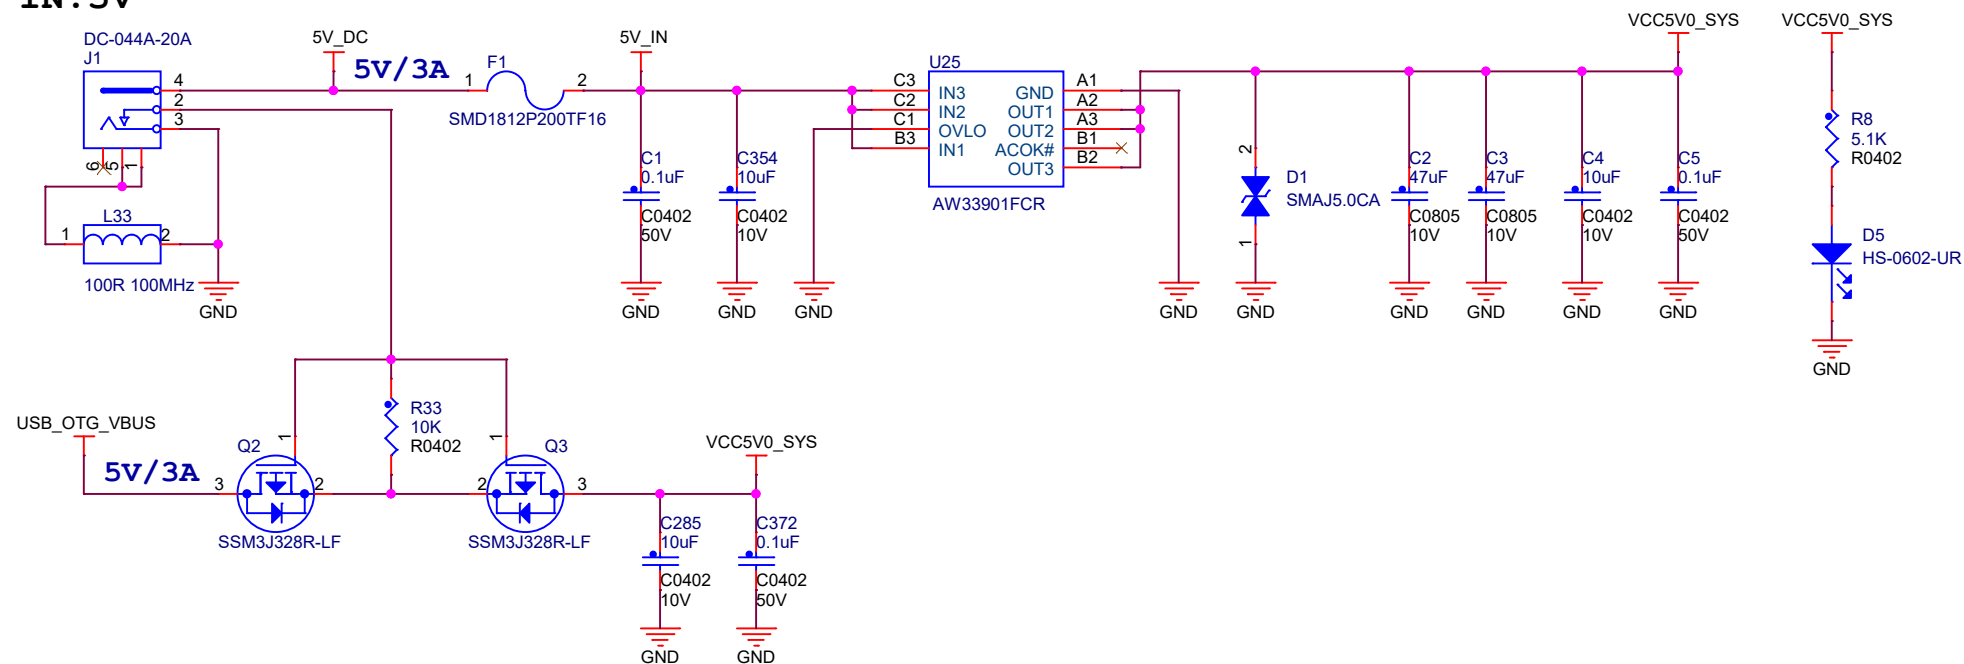 IN:5V
DC-044A-20A
J1
4
2
3
6
5
1
L33
1
2
100R 100MHz
GND
5V_DC
5V/3A
F1
1
2
SMD1812P200TF16
5V_IN
C1
0.1uF
C0402
50V
GND
C354
10uF
C0402
10V
GND
GND
U25
C3
C2
C1
B3
IN3
IN2
OVLO
IN1
GND
OUT1
OUT2
ACOK#
OUT3
A1
A2
A3
B1
B2
AW33901FCR
GND
2
D1
SMAJ5.0CA
1
GND
C2
47uF
C0805
10V
GND
C3
47uF
C0805
10V
GND
C4
10uF
C0402
10V
GND
VCC5V0_SYS
C5
0.1uF
C0402
50V
GND
VCC5V0_SYS
R8
5.1K
R0402
D5
HS-0602-UR
GND
USB_OTG_VBUS
5V/3A
Q2
1
3
2
SSM3J328R-LF
R33
10K
R0402
Q3
1
2
3
SSM3J328R-LF
VCC5V0_SYS
C285
10uF
C0402
10V
GND
C372
0.1uF
C0402
50V
GND